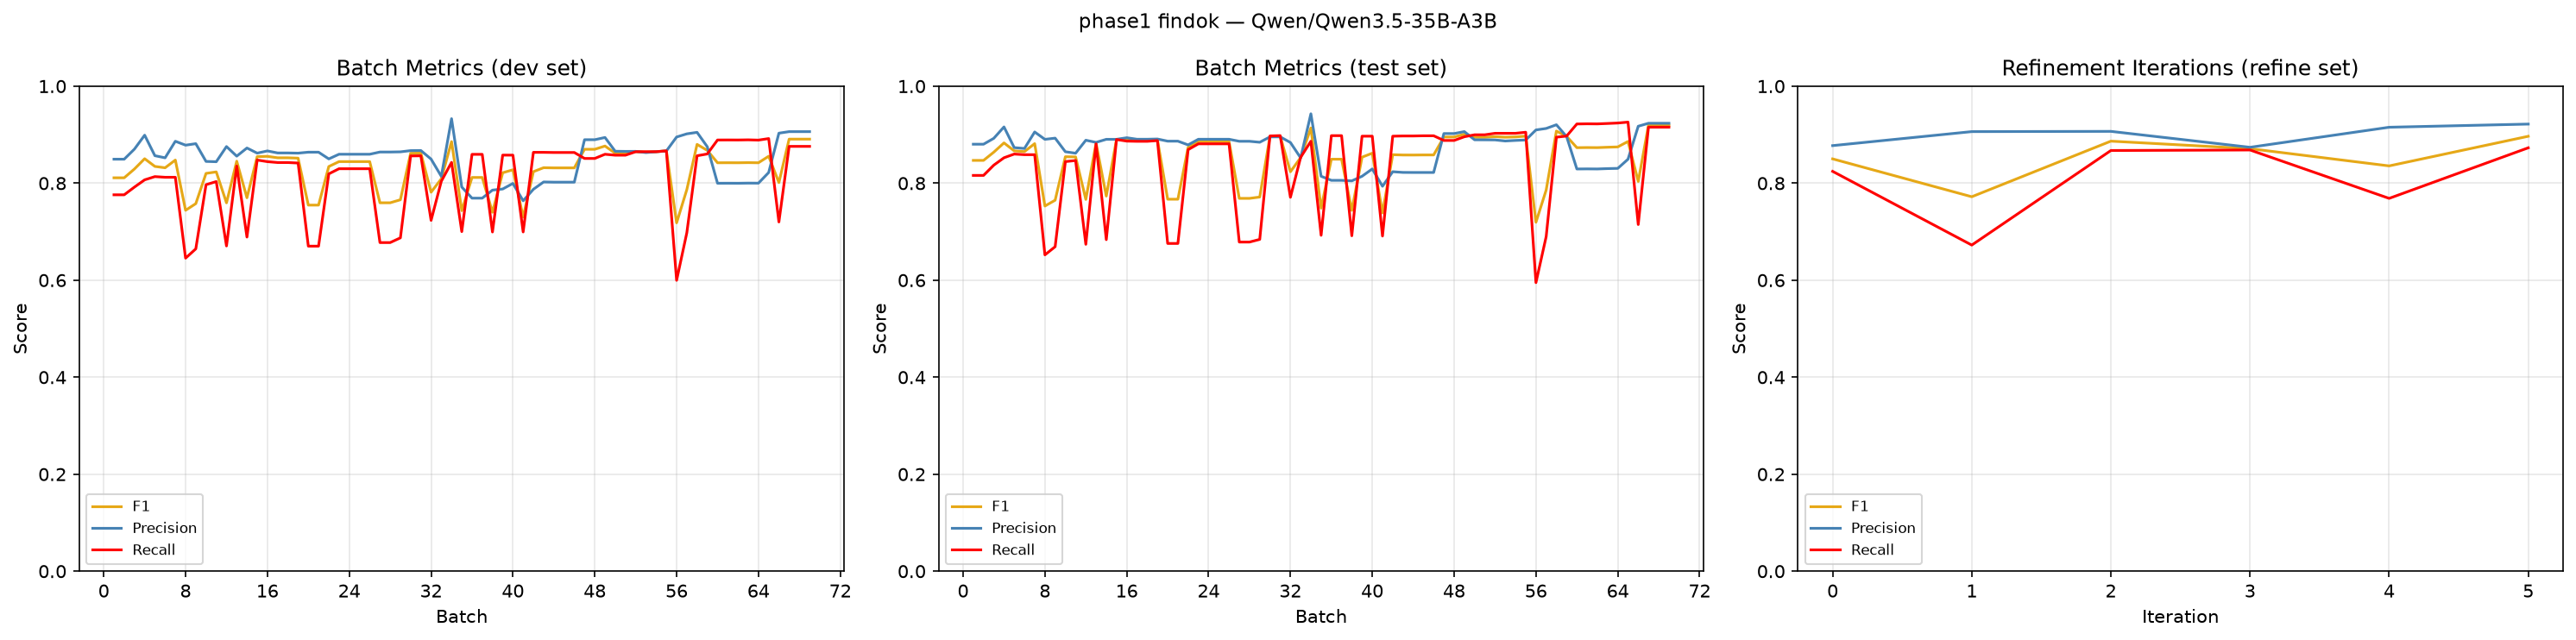 phase1 findok — Qwen/Qwen3.5-35B-A3B
Batch Metrics (dev set)
1.0
0.8
0.6
0.4
0.2
0.0
Score
F1
Precision
Recall
0 8 16 24 32 40 48 56 64 72
Batch
Batch Metrics (test set)
1.0
0.8
0.6
0.4
0.2
0.0
Score
F1
Precision
Recall
0 8 16 24 32 40 48 56 64 72
Batch
Refinement Iterations (refine set)
1.0
0.8
0.6
0.4
0.2
0.0
Score
F1
Precision
Recall
0 1 2 3 4 5
Iteration